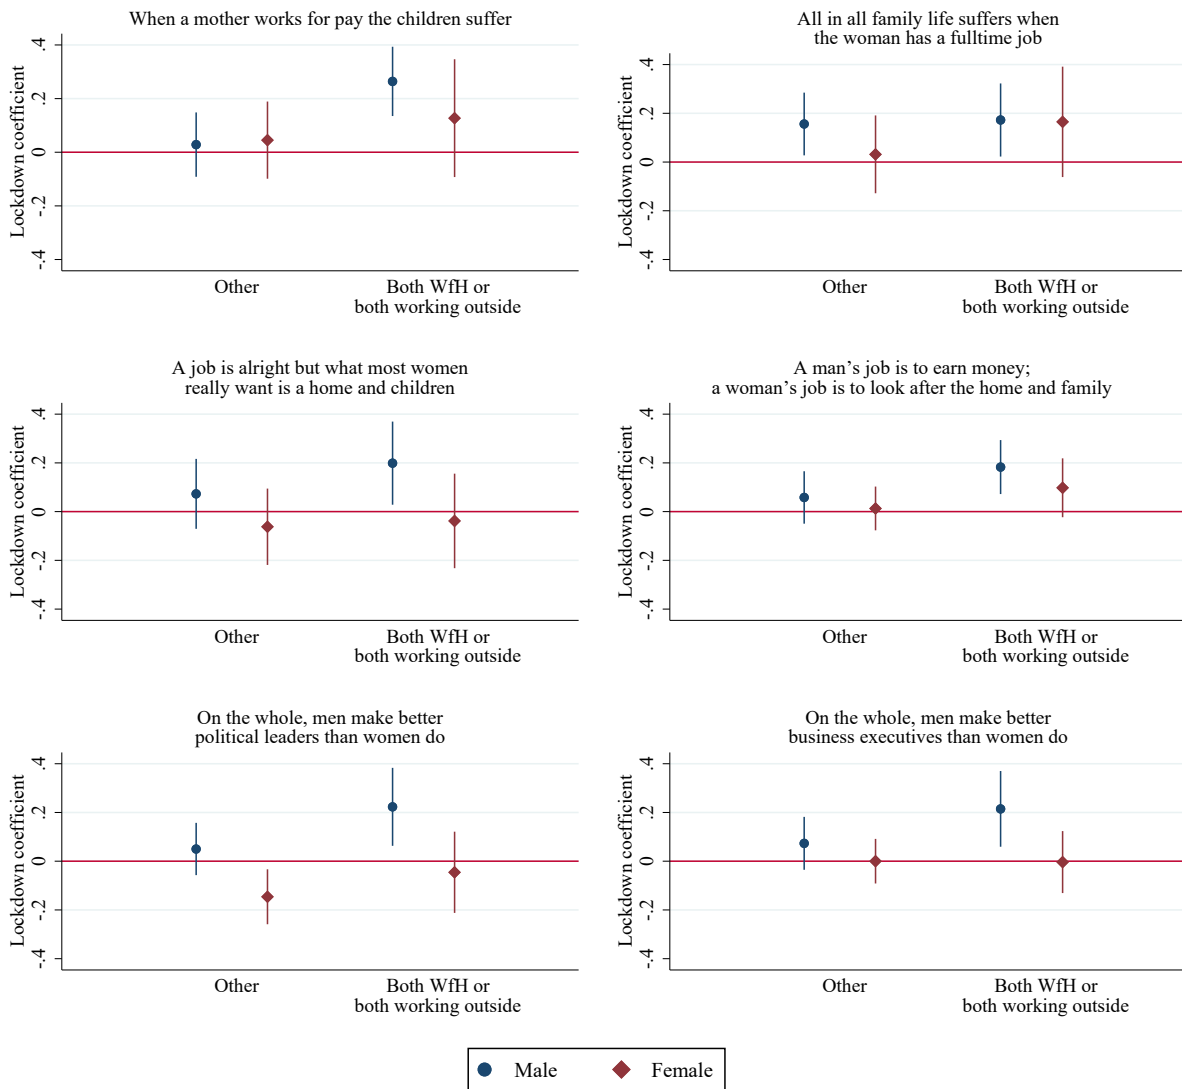 When a mother works for pay the children suffer
Lockdown coefficient
.4
.2
0
-.2
-.4
Other
Both WfH or
both working outside
All in all family life suffers when
the woman has a fulltime job
Lockdown coefficient
.4
.2
0
-.2
-.4
Other
Both WfH or
both working outside
A job is alright but what most women
really want is a home and children
Lockdown coefficient
.4
.2
0
-.2
-.4
Other
Both WfH or
both working outside
A man’s job is to earn money;
a woman’s job is to look after the home and family
Lockdown coefficient
.4
.2
0
-.2
-.4
Other
Both WfH or
both working outside
On the whole, men make better
political leaders than women do
Lockdown coefficient
.4
.2
0
-.2
-.4
Other
Both WfH or
both working outside
On the whole, men make better
business executives than women do
Lockdown coefficient
.4
.2
0
-.2
-.4
Other
Both WfH or
both working outside
Male Female